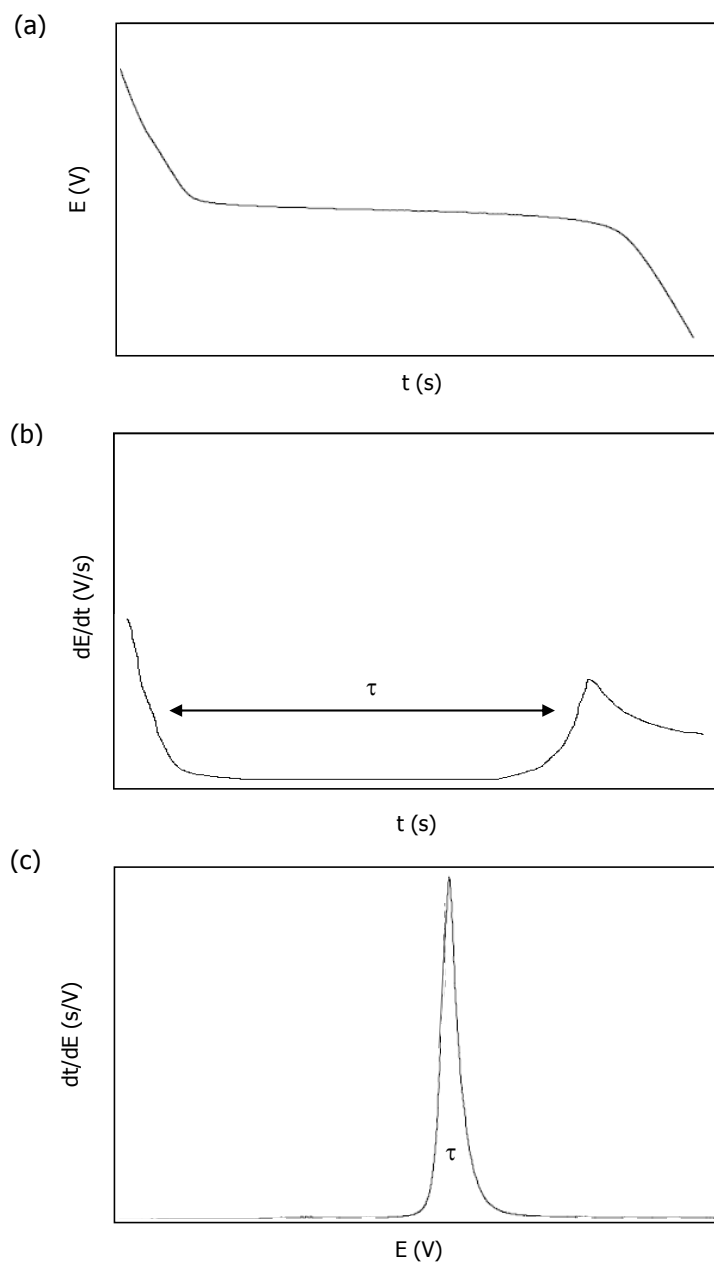 (a)
E (V)
t (s)
(b)
dE/dt (V/s)
τ
t (s)
(c)
dt/dE (s/V)
τ
E (V)